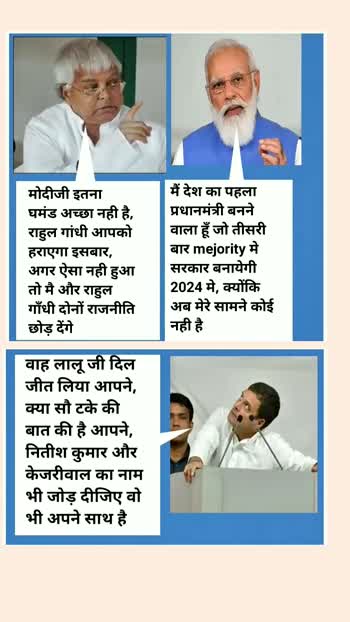 मोदीजी इतना
घमंड अच्छा नही है,
राहुल गांधी आपको
हराएगा इसबार,
अगर ऐसा नही हुआ
तो मै और राहुल
गाँधी दोनों राजनीति
छोड़ देंगे
मैं देश का पहला
प्रधानमंत्री बनने
वाला हूँ जो तीसरी
बार mejority मे
सरकार बनायेगी
2024 मे, क्योंकि
अब मेरे सामने कोई
नही है
वाह लालू जी दिल
जीत लिया आपने,
क्या सौ टके की
बात की है आपने,
नितीश कुमार और
केजरीवाल का नाम
भी जोड़ दीजिए वो
भी अपने साथ है